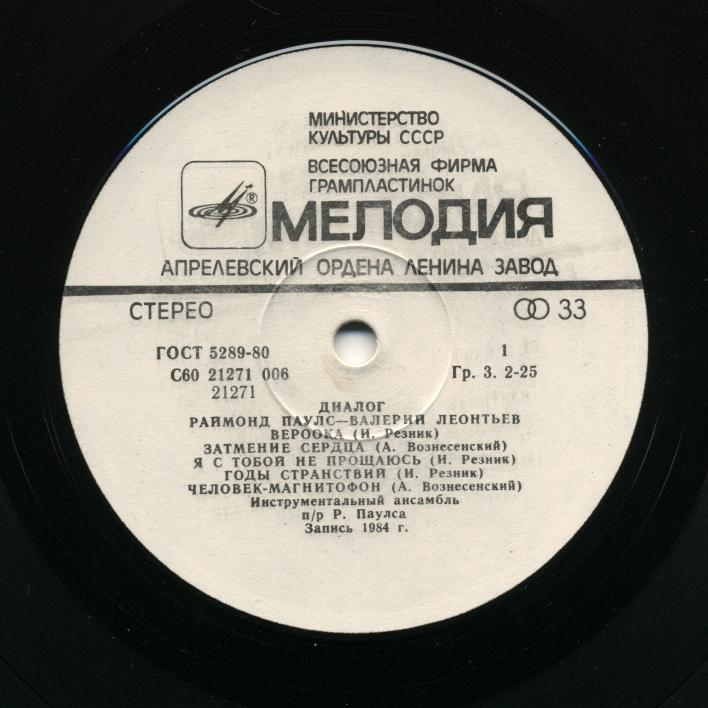 МИНИСТЕРСТВО
КУЛЬТУРЫ СССР
ВСЕСОЮЗНАЯ ФИРМА
ГРАМПЛАСТИНОК
®
МЕЛОДИЯ
АПРЕЛЕВСКИЙ ОРДЕНА ЛЕНИНА ЗАВОД
СТЕРЕО 33
ГОСТ 5289-80 1
С60 21271 006 Гр. 3. 2-25
21271
ДИАЛОГ
РАЙМОНД ПАУЛС—ВАЛЕРИЙ ЛЕОНТЬЕВ
ВЕРООКА (И. Резник)
ЗАТМЕНИЕ СЕРДЦА (А. Вознесенский)
Я С ТОБОЙ НЕ ПРОЩАЮСЬ (И. Резник)
ГОДЫ СТРАНСТВИЙ (И. Резник)
ЧЕЛОВЕК-МАГНИТОФОН (А. Вознесенский)
Инструментальный ансамбль
п/р Р. Паулса
Запись 1984 г.